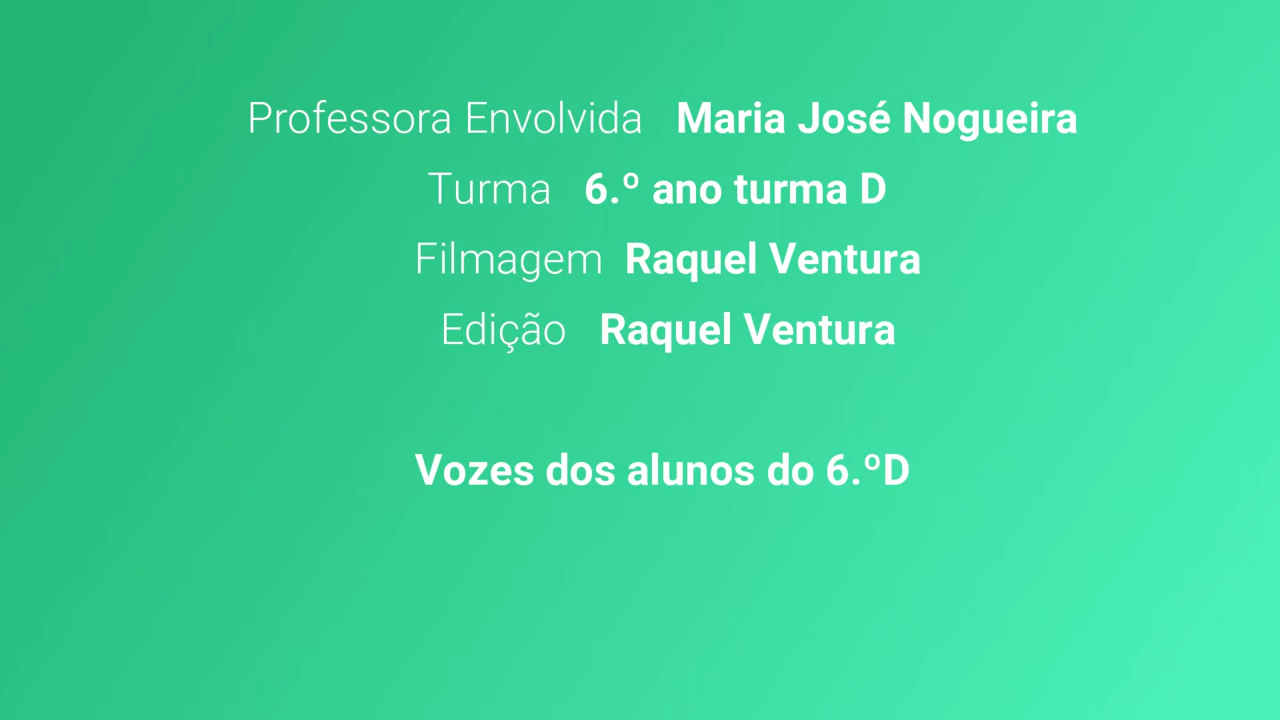 Professora Envolvida Maria José Nogueira
Turma 6.º ano turma D
Filmagem Raquel Ventura
Edição Raquel Ventura
Vozes dos alunos do 6.ºD